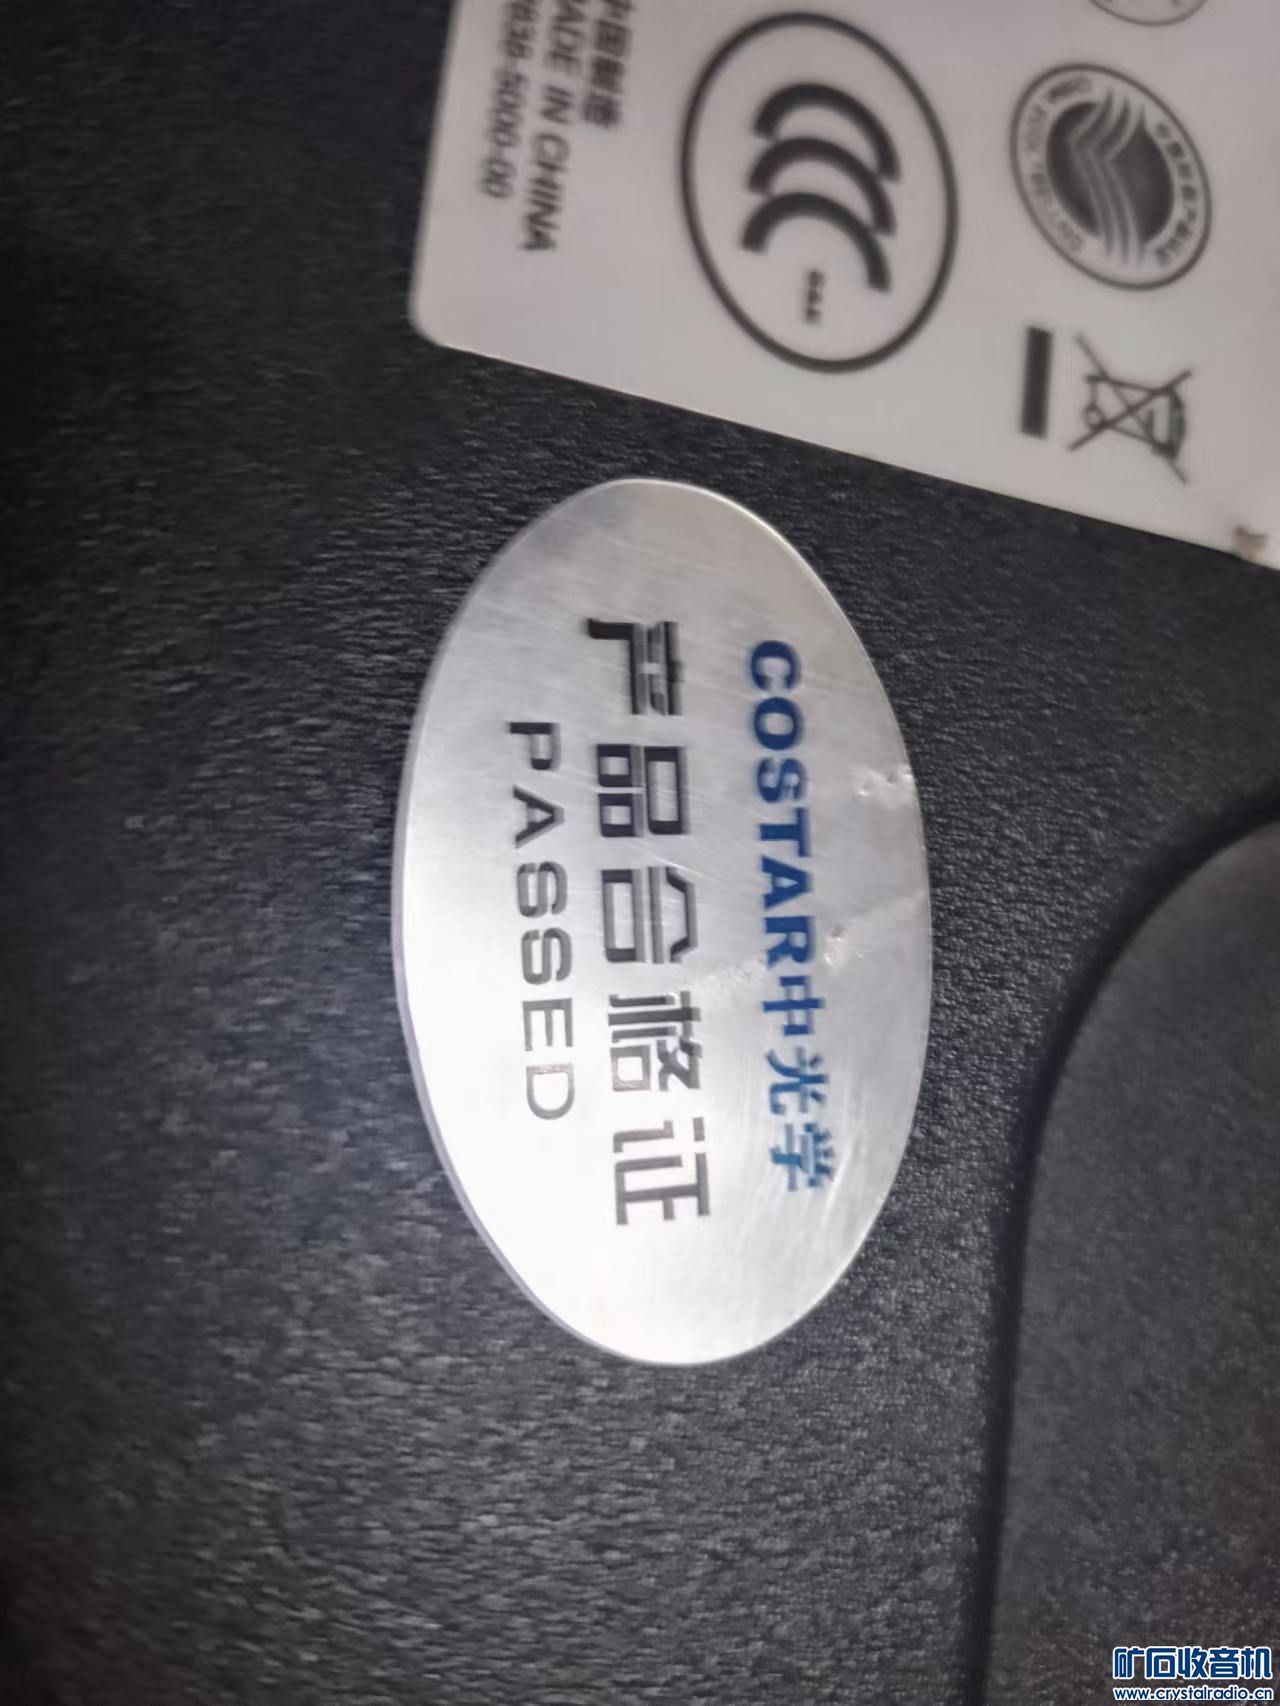 中国制造
MADE IN CHINA
COSTAR中光学
产品合格证
PASSED
矿石收音机
www.crystalradio.cn